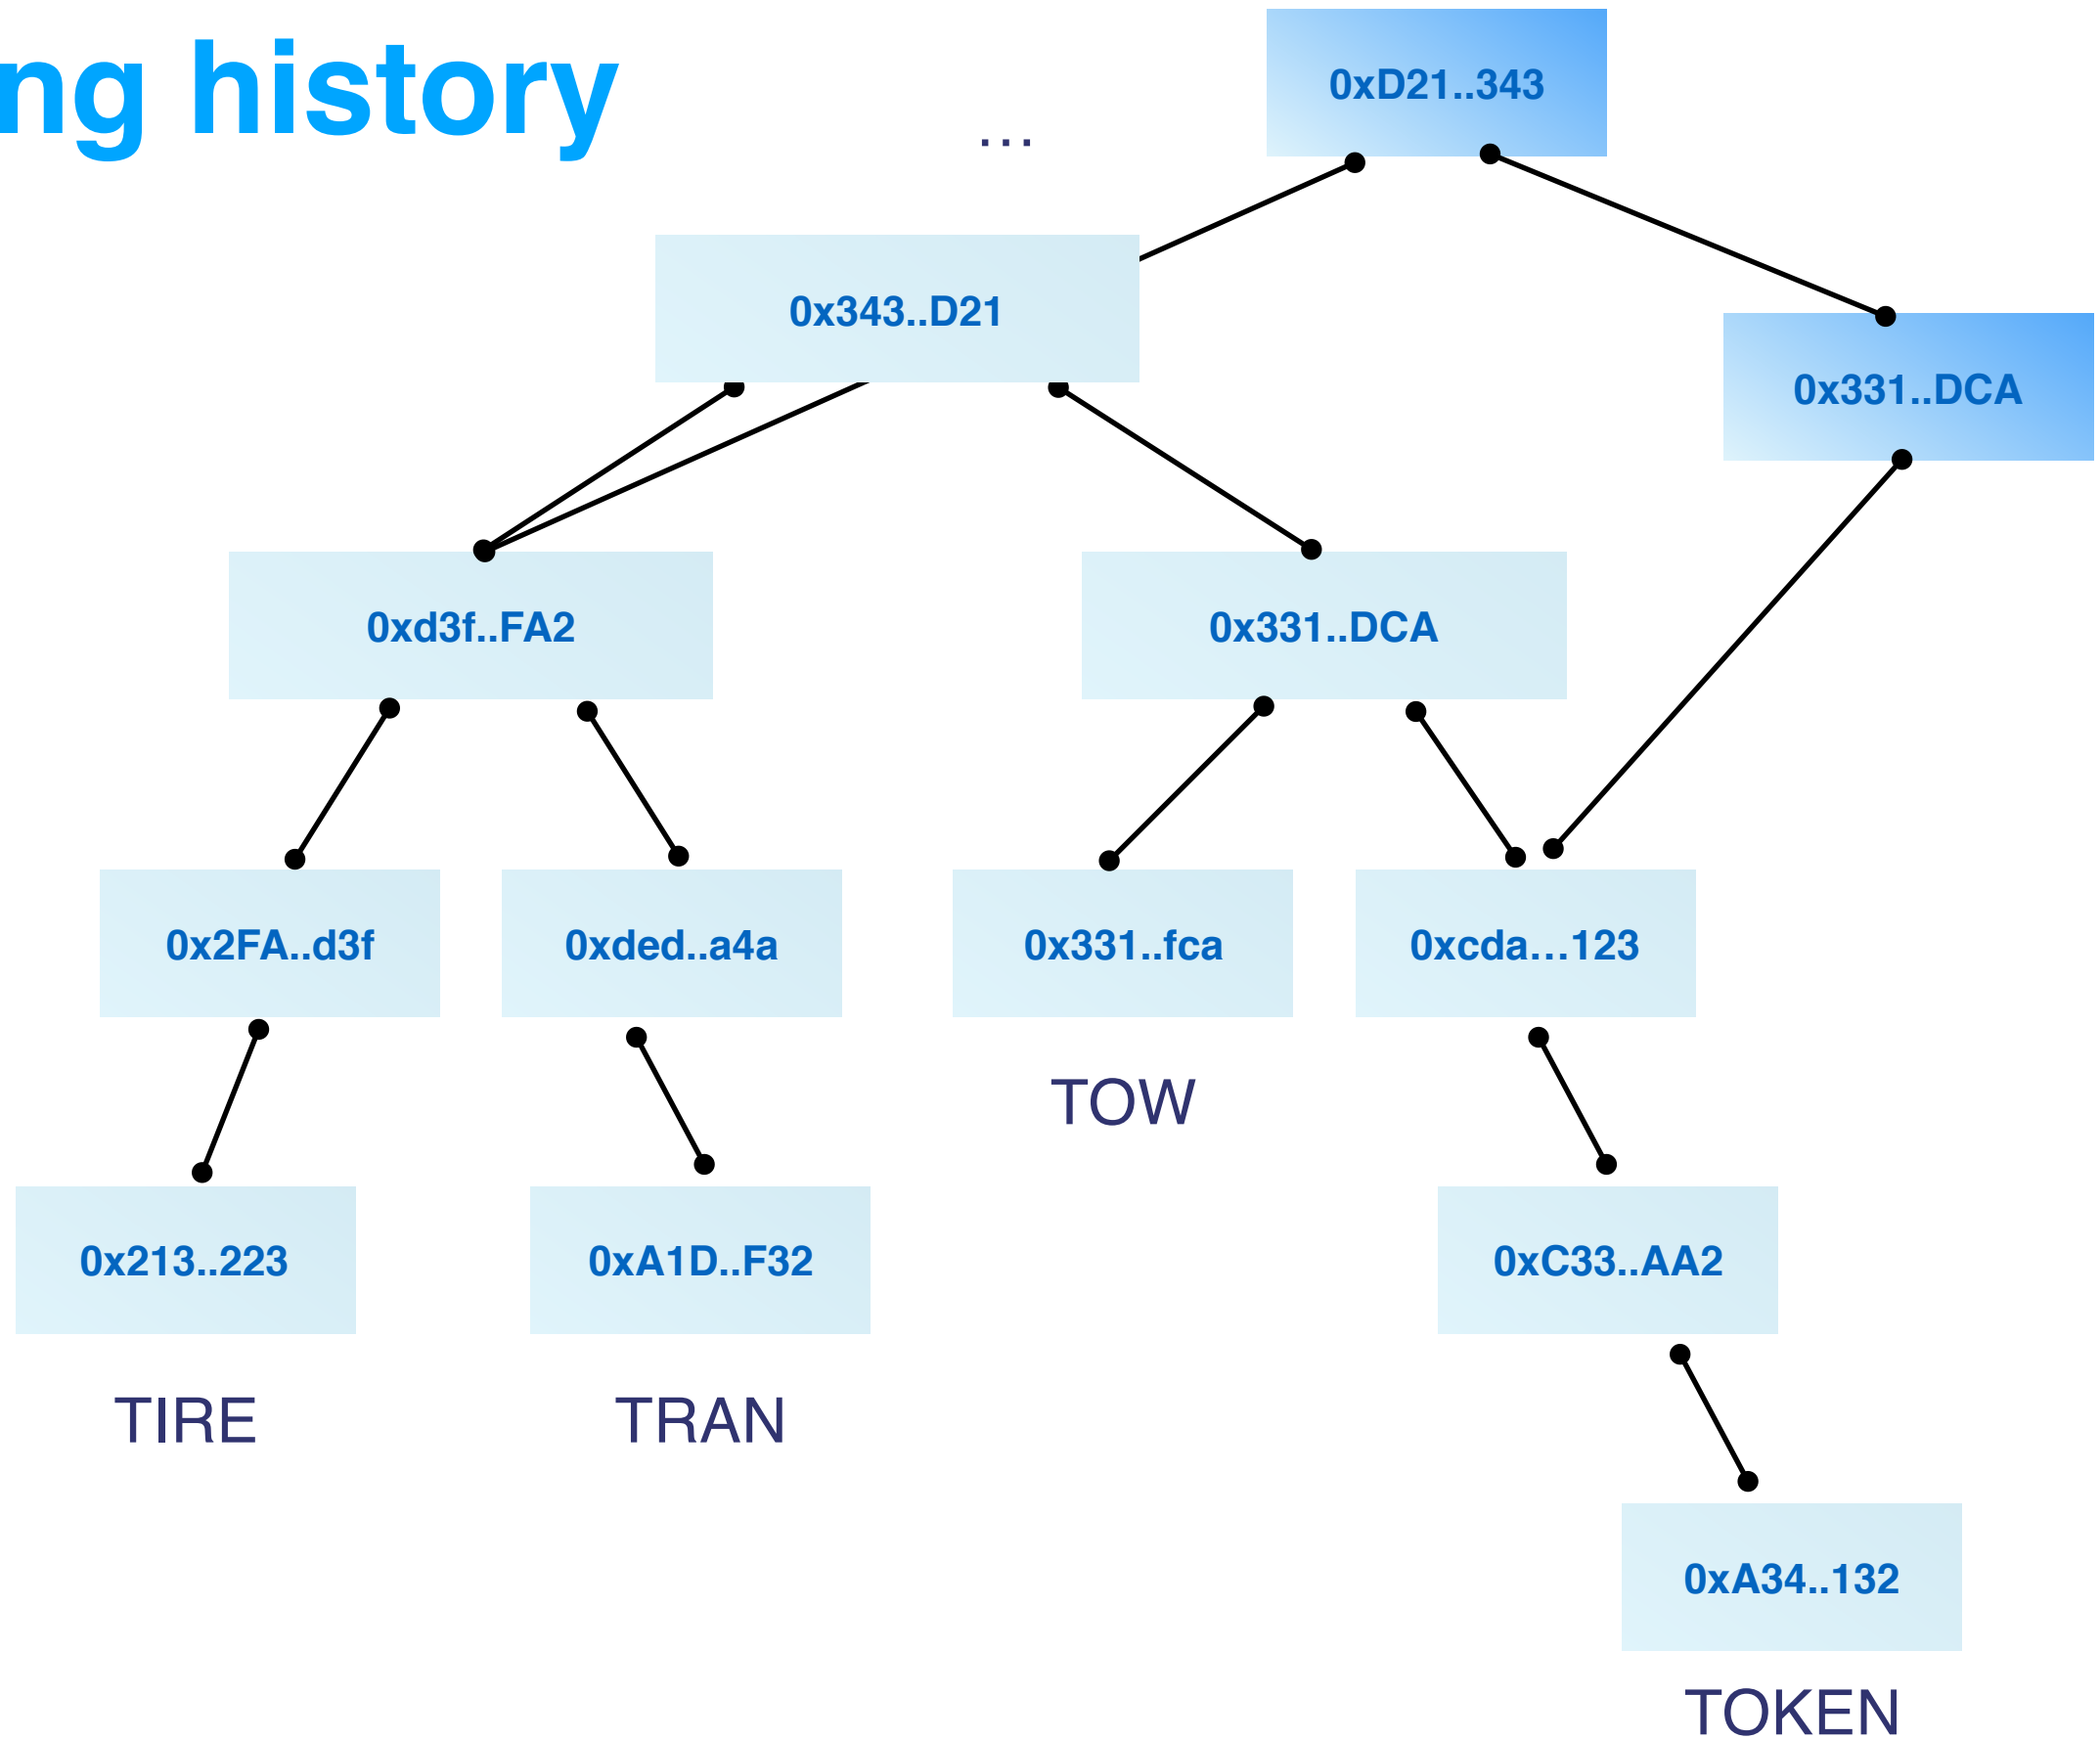 ng history
...
0xD21..343
0x343..D21
0x331..DCA
0xd3f..FA2
0x331..DCA
0x2FA..d3f
0xded..a4a
0x331..fca
0xcda…123
TOW
0x213..223
0xA1D..F32
0xC33..AA2
TIRE
TRAN
0xA34..132
TOKEN